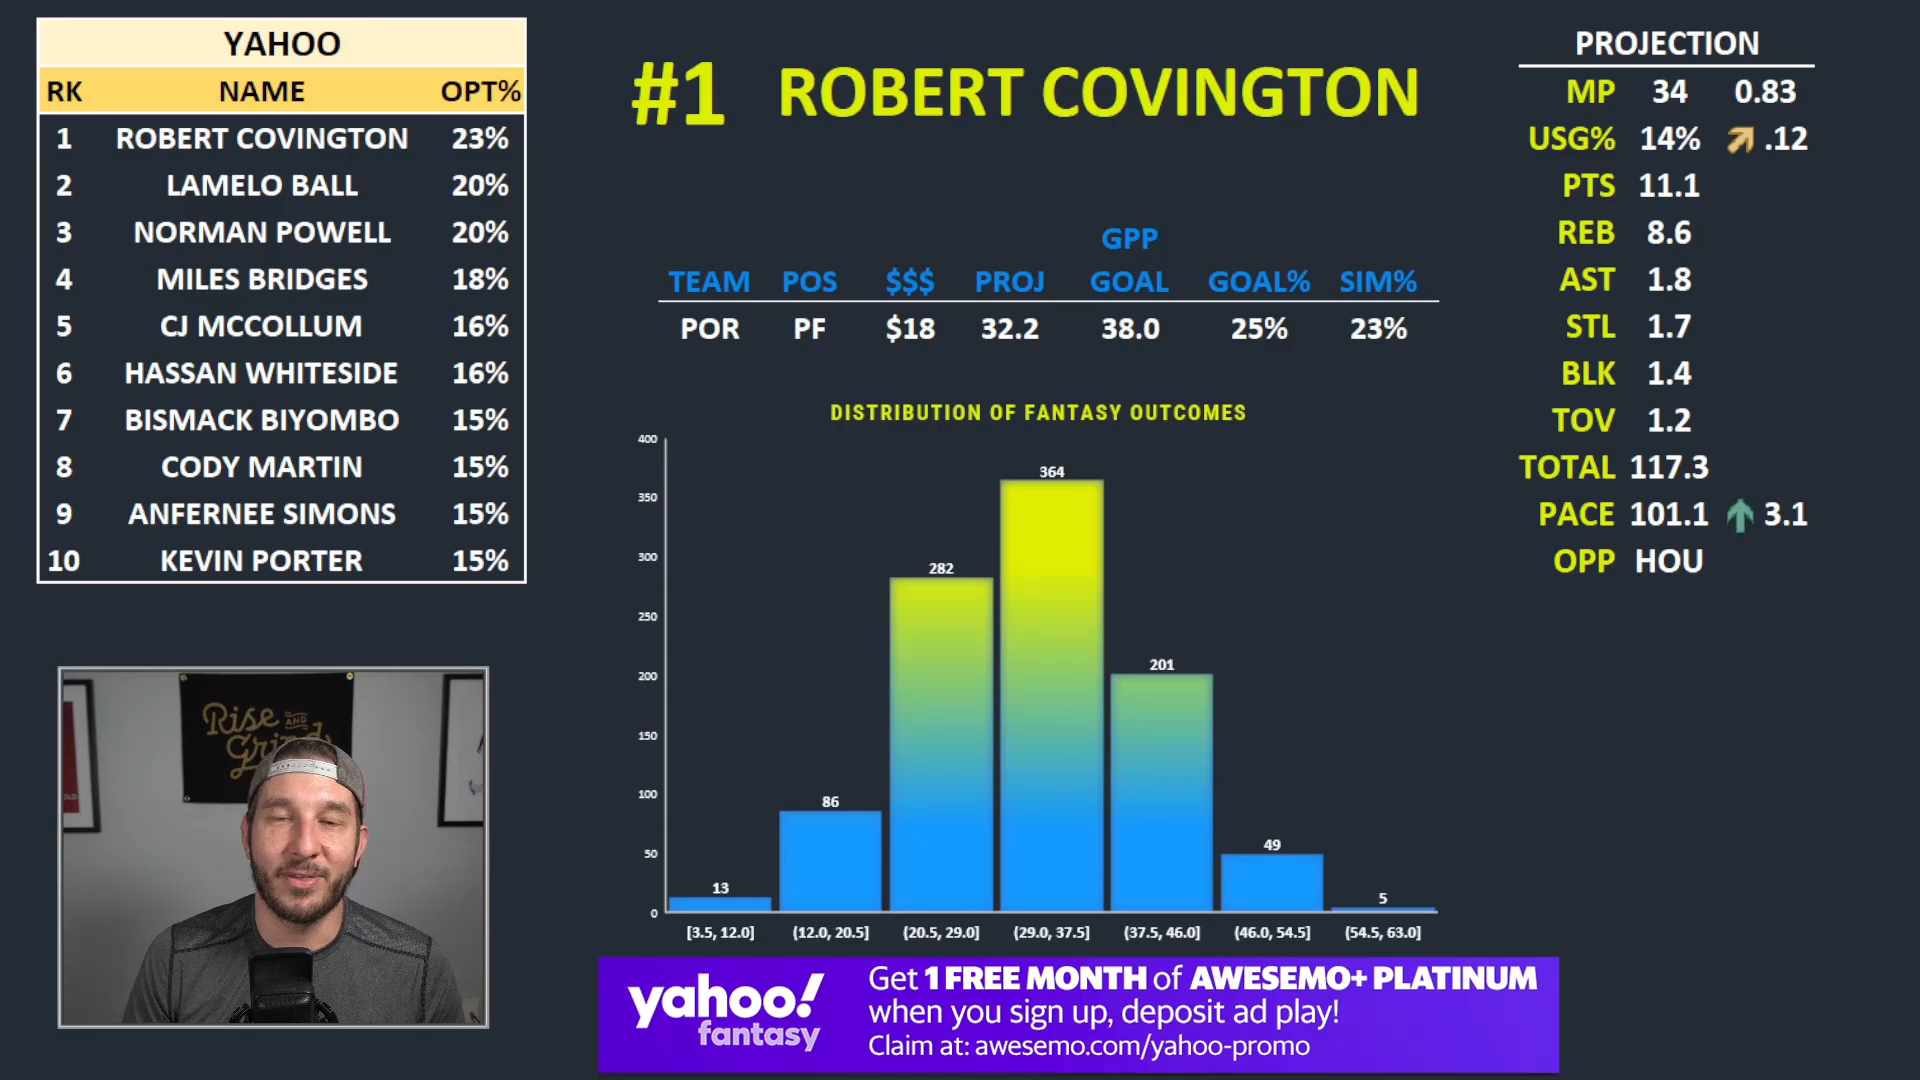 YAHOO
RK NAME OPT%
1 ROBERT COVINGTON 23%
2 LAMELO BALL 20%
3 NORMAN POWELL 20%
4 MILES BRIDGES 18%
5 CJ MCCOLLUM 16%
6 HASSAN WHITESIDE 16%
7 BISMACK BIYOMBO 15%
8 CODY MARTIN 15%
9 ANFERNEE SIMONS 15%
10 KEVIN PORTER 15%
#1 ROBERT COVINGTON
GPP
TEAM POS $$$ PROJ GOAL GOAL% SIM%
POR PF $18 32.2 38.0 25% 23%
DISTRIBUTION OF FANTASY OUTCOMES
400
350
300
250
200
150
100
50
0
13 86 282 364 201 49 5
[3.5, 12.0] (12.0, 20.5] (20.5, 29.0] (29.0, 37.5] (37.5, 46.0] (46.0, 54.5] (54.5, 63.0]
PROJECTION
MP 34 0.83
USG% 14% .12
PTS 11.1
REB 8.6
AST 1.8
STL 1.7
BLK 1.4
TOV 1.2
TOTAL 117.3
PACE 101.1 3.1
OPP HOU
Rise AND
Grind
yahoo!
fantasy
Get 1 FREE MONTH of AWESEMO+ PLATINUM
when you sign up, deposit ad play!
Claim at: awesemo.com/yahoo-promo